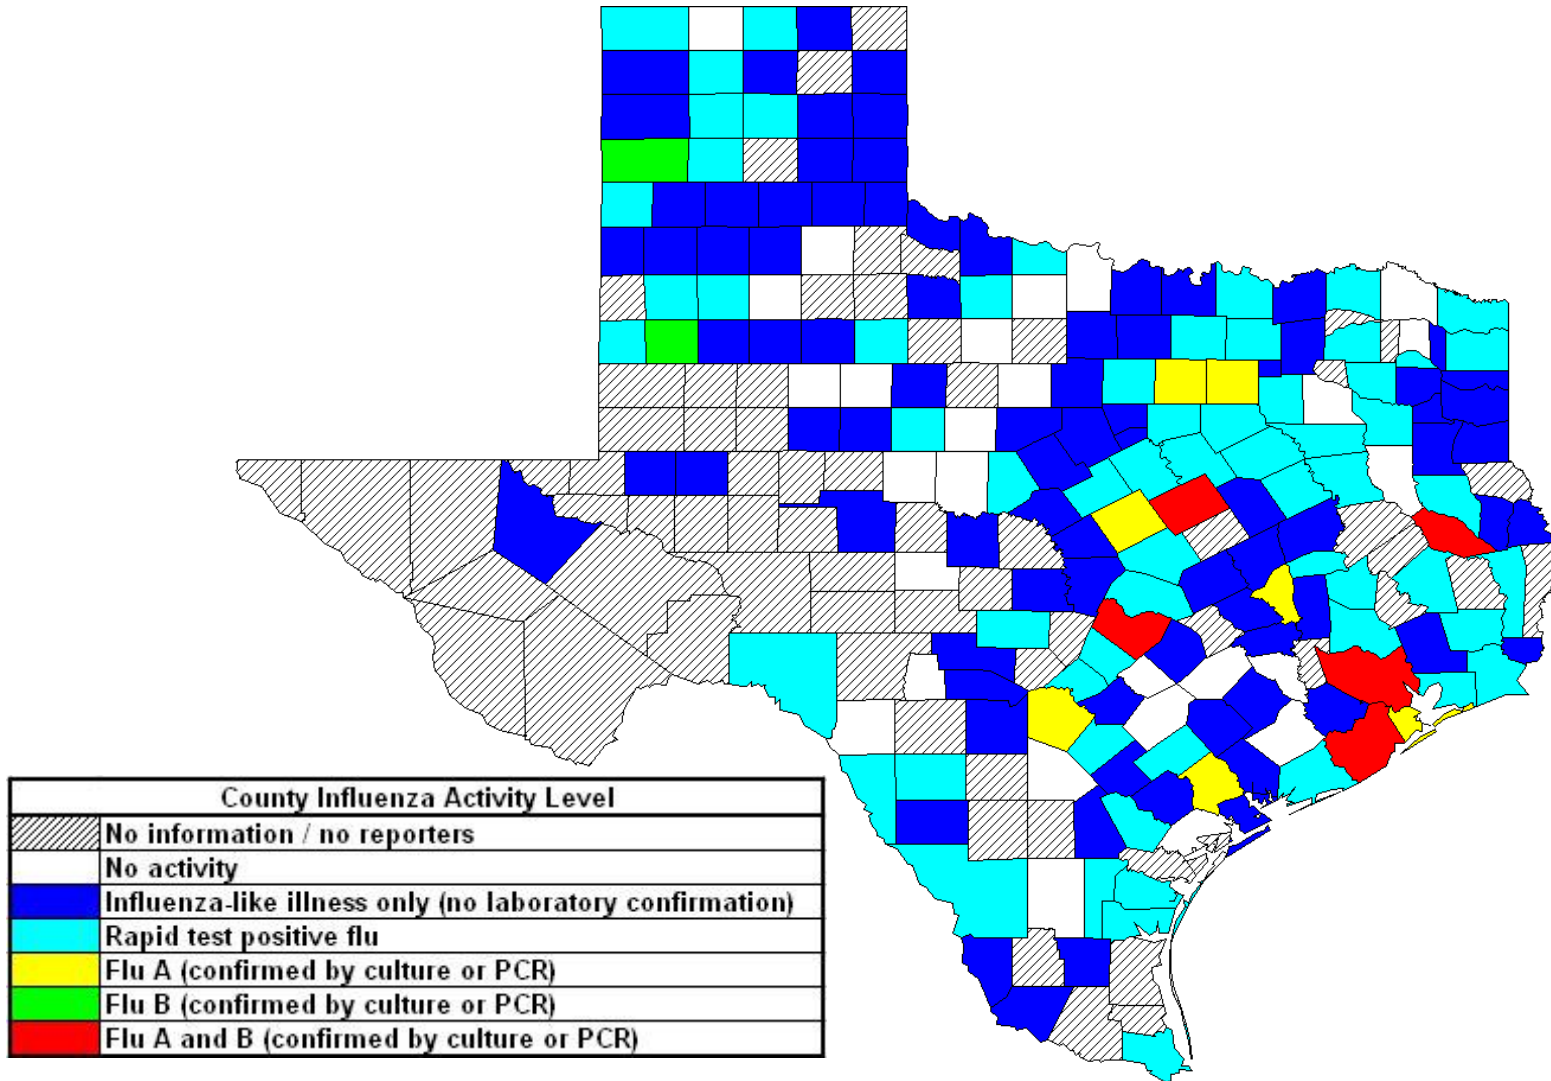 County Influenza Activity Level
No information / no reporters
No activity
Influenza-like illness only (no laboratory confirmation)
Rapid test positive flu
Flu A (confirmed by culture or PCR)
Flu B (confirmed by culture or PCR)
Flu A and B (confirmed by culture or PCR)